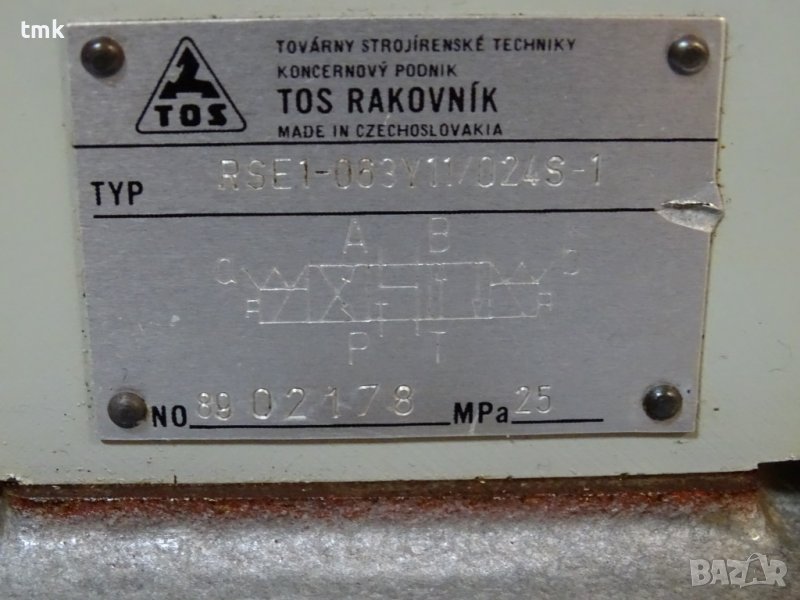 tmk
TOS
TOVÁRNY STROJÍRENSKÉ TECHNIKY
KONCERNOVÝ PODNIK
TOS RAKOVNÍK
MADE IN CZECHOSLOVAKIA
TYP RSE1-063Y11/024S-1
A B
P T
NO 89 02178 MPa 25
BAZAR